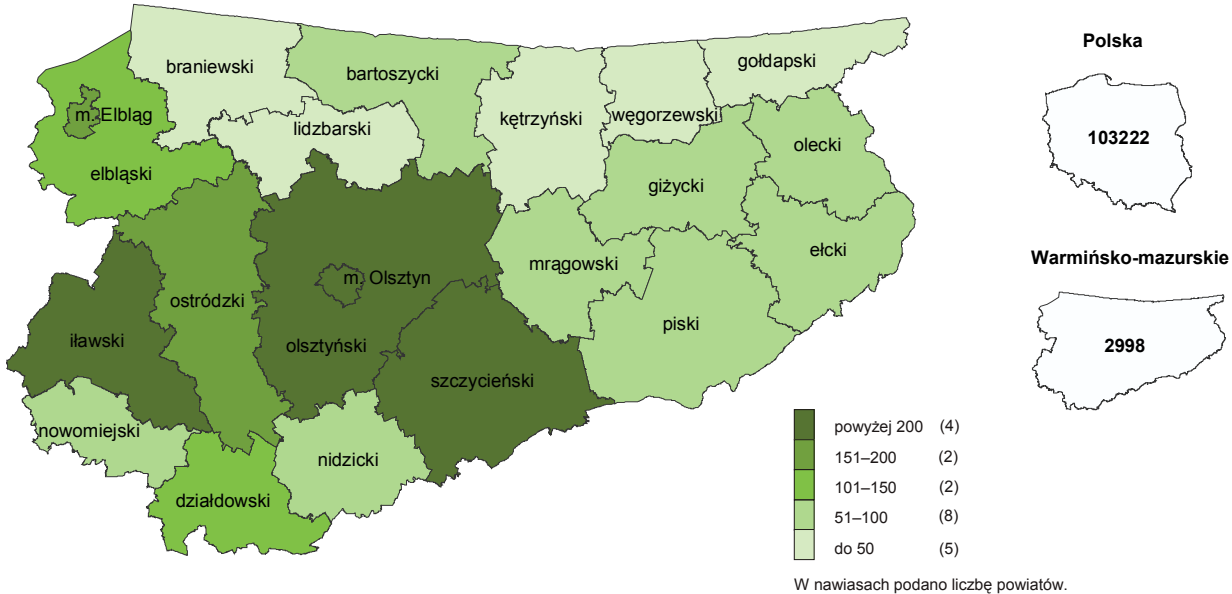 braniewski
bartoszycki
gołdapski
m. Elbląg
lidzbarski
kętrzyński
węgorzewski
olecki
elbląski
giżycki
ełcki
mrągowski
m. Olsztyn
ostródzki
piski
iławski
olsztyński
szczycieński
nowomiejski
nidzicki
działdowski
Polska
103222
Warmińsko-mazurskie
2998
powyżej 200 (4)
151–200 (2)
101–150 (2)
51–100 (8)
do 50 (5)
W nawiasach podano liczbę powiatów.